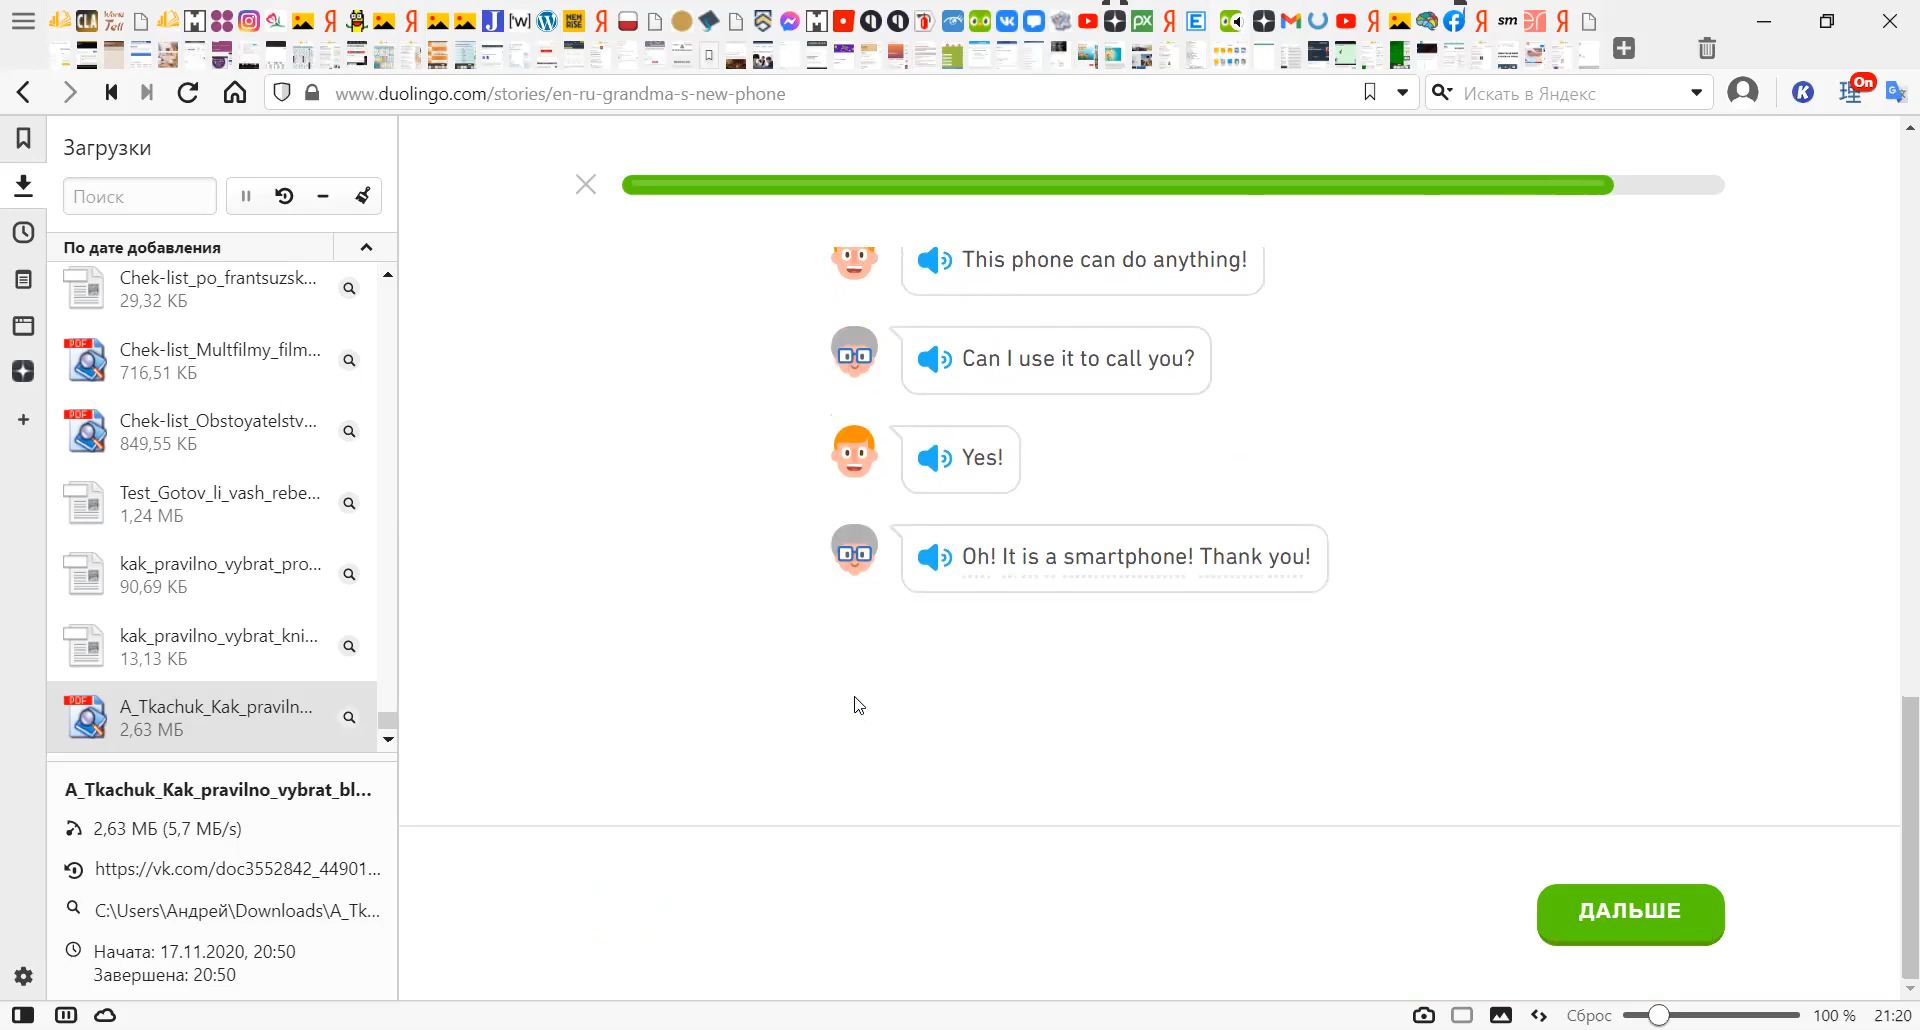 www.duolingo.com/stories/en-ru-grandma-s-new-phone
Искать в Яндекс
On
Загрузки
Поиск
По дате добавления
Chek-list_po_frantsuzsk...
29,32 КБ
Chek-list_Multfilmy_film...
716,51 КБ
Chek-list_Obstoyatelstv...
849,55 КБ
Test_Gotov_li_vash_rebe...
1,24 МБ
kak_pravilno_vybrat_pro...
90,69 КБ
kak_pravilno_vybrat_kni...
13,13 КБ
A_Tkachuk_Kak_praviln...
2,63 МБ
A_Tkachuk_Kak_pravilno_vybrat_bl...
2,63 МБ (5,7 МБ/s)
https://vk.com/doc3552842_44901...
C:\Users\Андрей\Downloads\A_Tk...
Начата: 17.11.2020, 20:50
Завершена: 20:50
This phone can do anything!
Can I use it to call you?
Yes!
Oh! It is a smartphone! Thank you!
ДАЛЬШЕ
Сброс
100 %
21:20